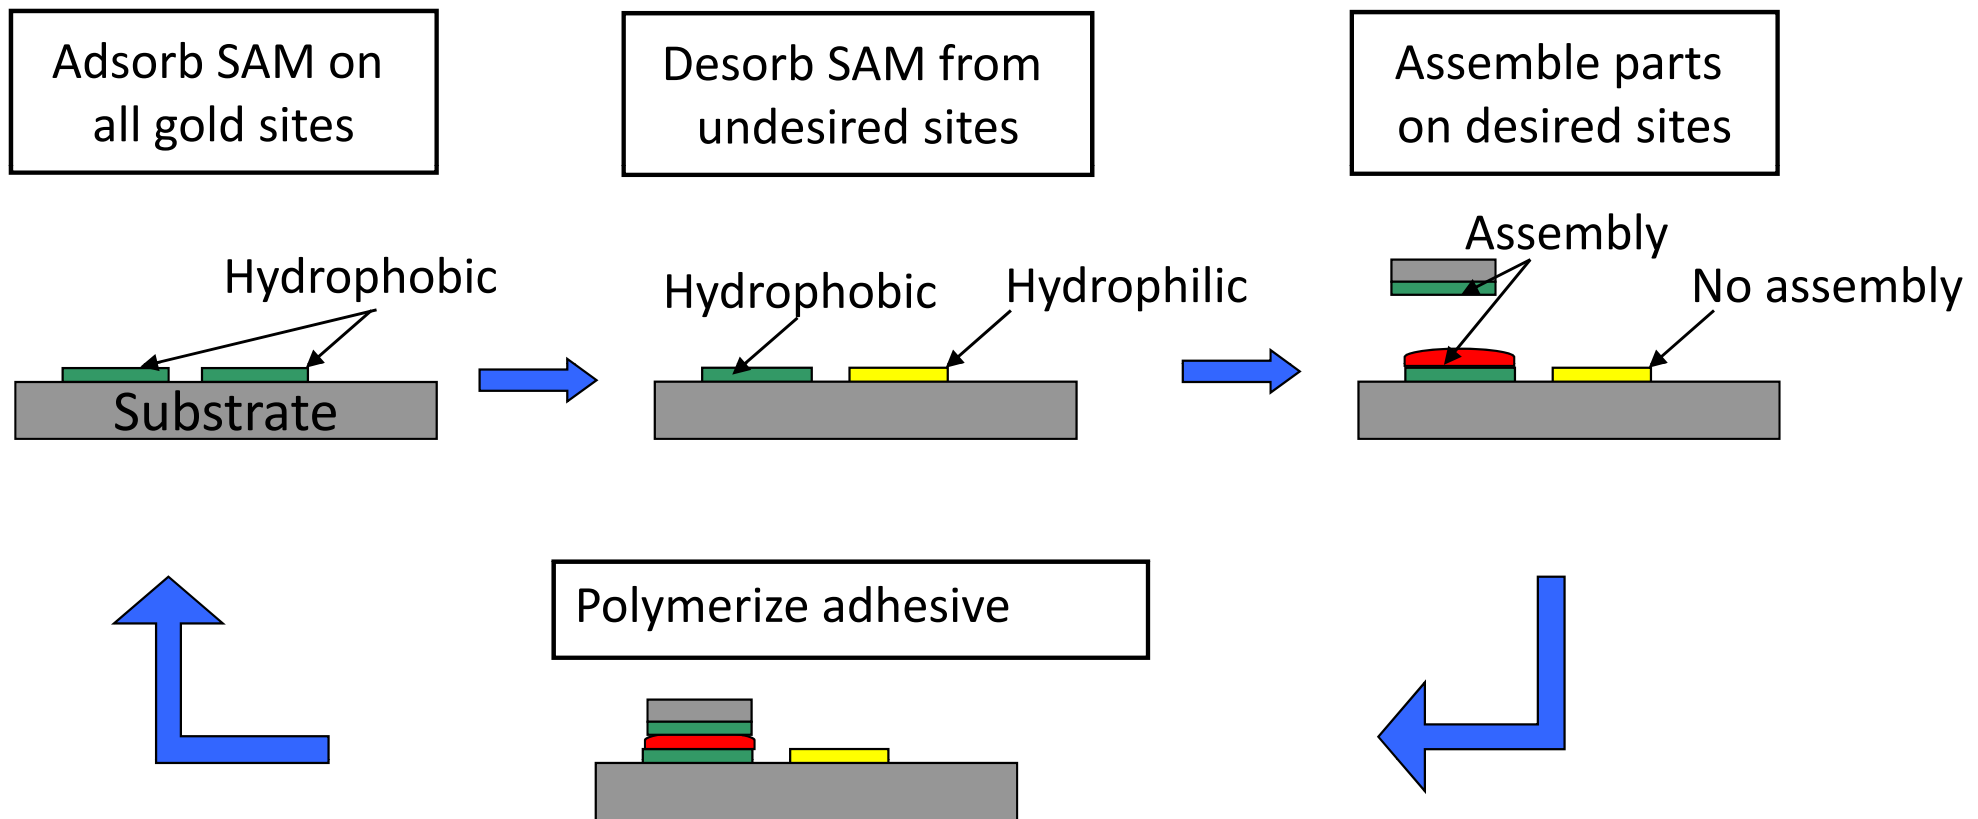 Adsorb SAM on
all gold sites
Desorb SAM from
undesired sites
Assemble parts
on desired sites
Hydrophobic
Substrate
Hydrophobic
Hydrophilic
Assembly
No assembly
Polymerize adhesive